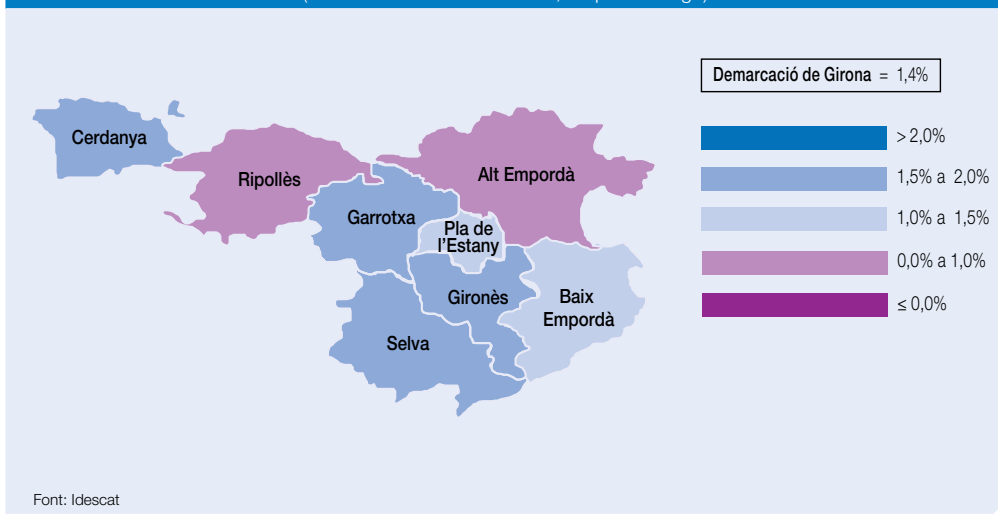 Demarcació de Girona = 1,4%
> 2,0%
1,5% a 2,0%
1,0% a 1,5%
0,0% a 1,0%
≤ 0,0%
Cerdanya
Ripollès
Alt Empordà
Garrotxa
Pla de
l'Estany
Gironès
Baix
Empordà
Selva
Font: Idescat